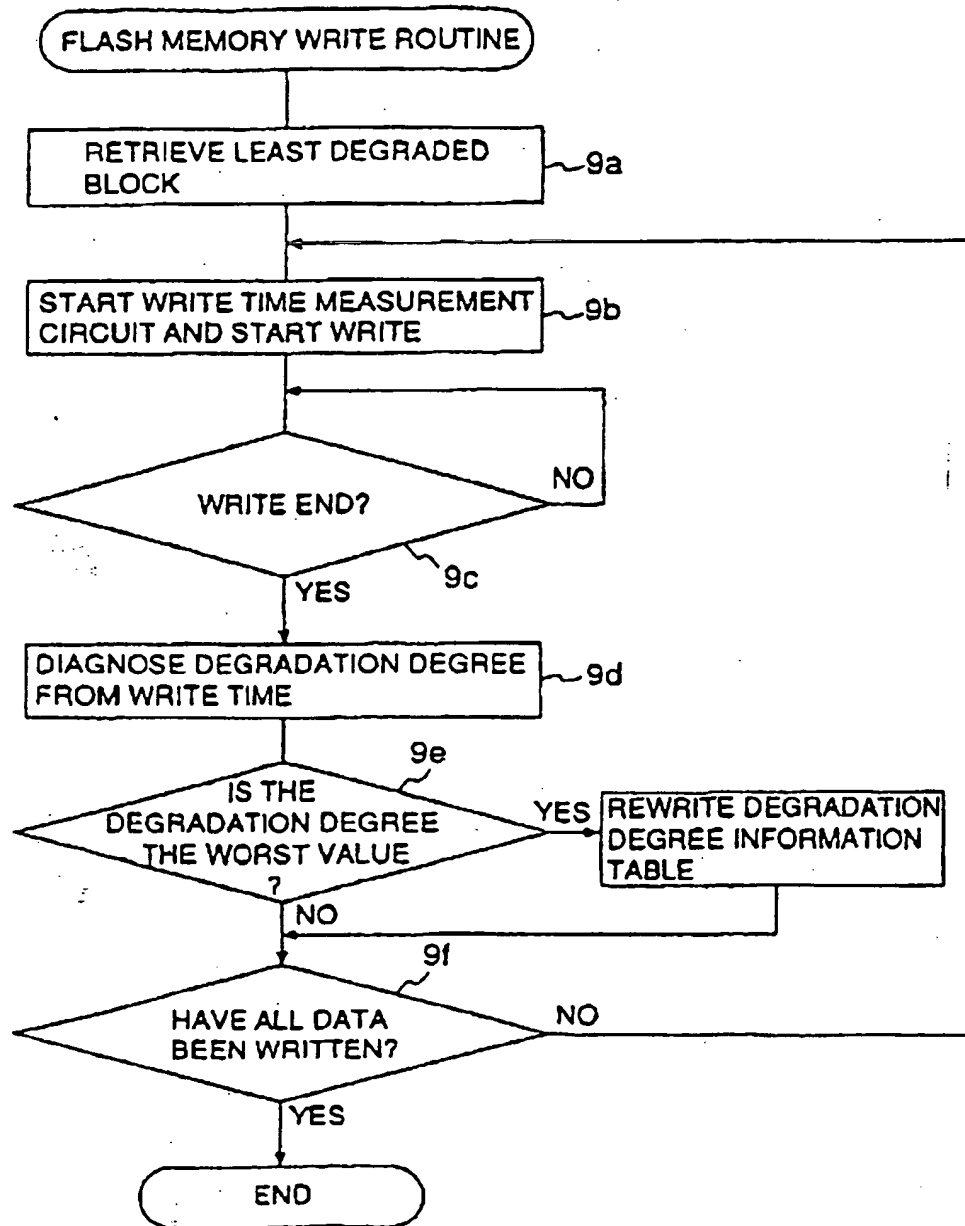 FLASH MEMORY WRITE ROUTINE
RETRIEVE LEAST DEGRADED
BLOCK
9a
START WRITE TIME MEASUREMENT
CIRCUIT AND START WRITE
9b
WRITE END?
NO
9c
YES
DIAGNOSE DEGRADATION DEGREE
FROM WRITE TIME
9d
9e
IS THE
DEGRADATION DEGREE
THE WORST VALUE
?
YES
REWRITE DEGRADATION
DEGREE INFORMATION
TABLE
NO
9f
HAVE ALL DATA
BEEN WRITTEN?
NO
YES
END